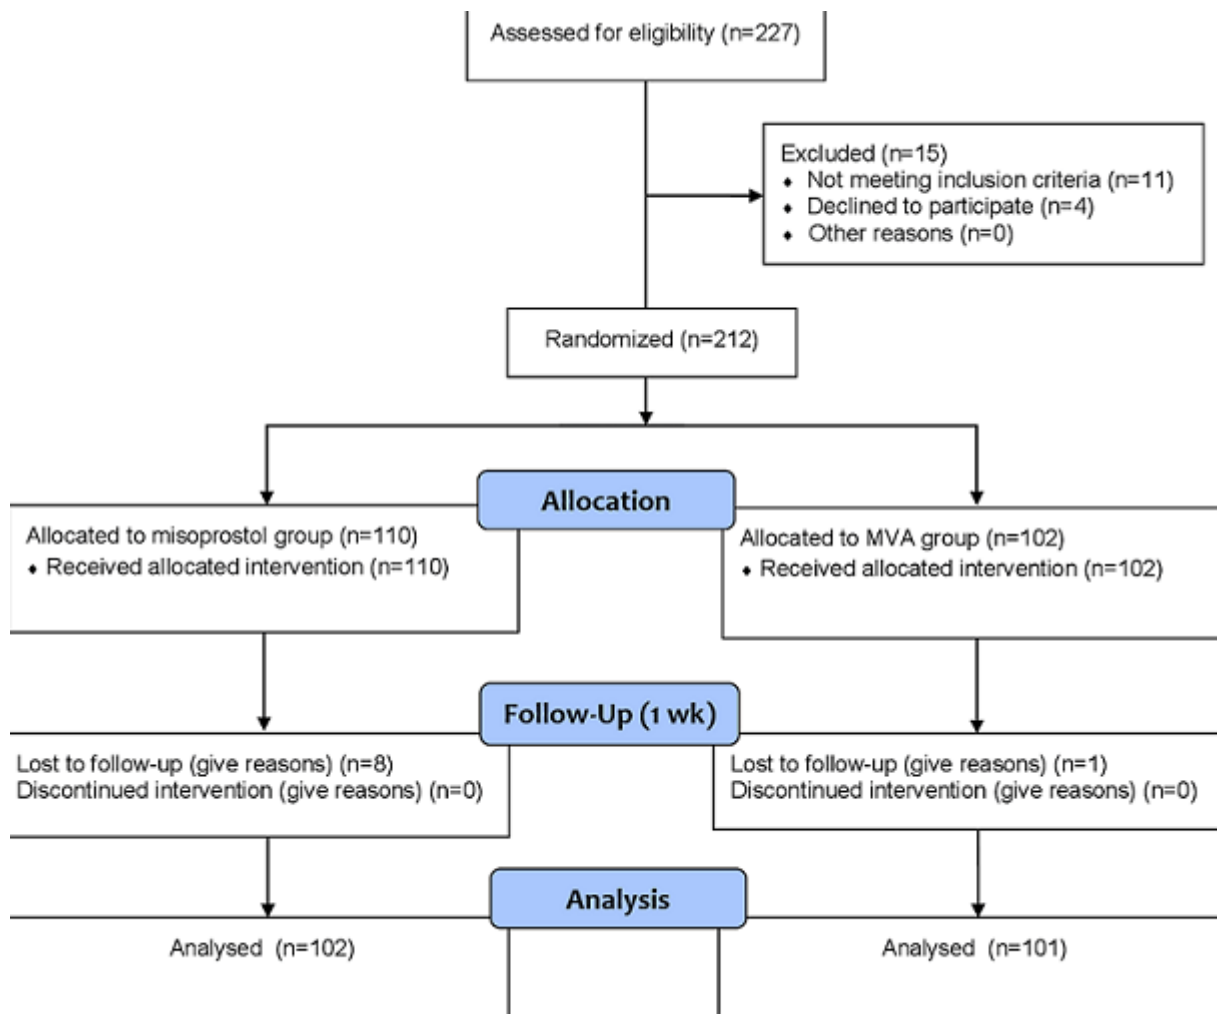 Assessed for eligibility (n=227)
Excluded (n=15)
♦ Not meeting inclusion criteria (n=11)
♦ Declined to participate (n=4)
♦ Other reasons (n=0)
Randomized (n=212)
Allocation
Allocated to misoprostol group (n=110)
♦ Received allocated intervention (n=110)
Allocated to MVA group (n=102)
♦ Received allocated intervention (n=102)
Follow-Up (1 wk)
Lost to follow-up (give reasons) (n=8)
Discontinued intervention (give reasons) (n=0)
Lost to follow-up (give reasons) (n=1)
Discontinued intervention (give reasons) (n=0)
Analysis
Analysed (n=102)
Analysed (n=101)